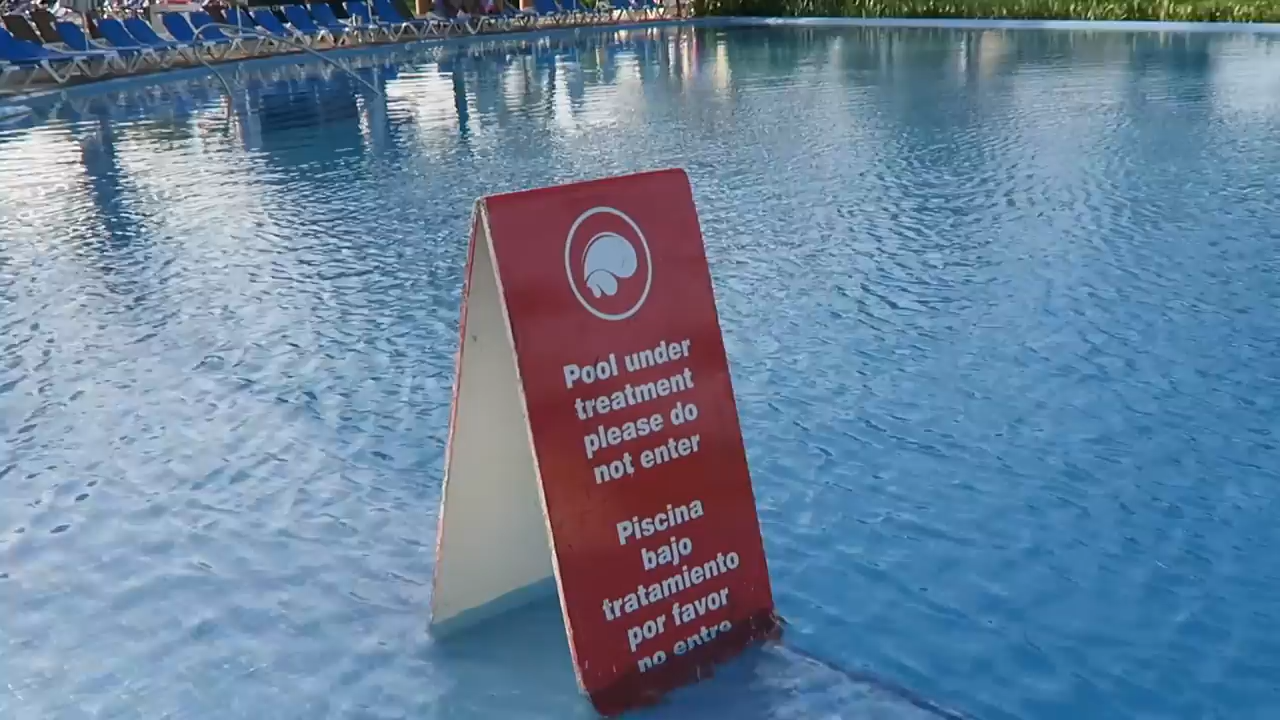 Pool under
treatment
please do
not enter
Piscina
bajo
tratamiento
por favor
no entre